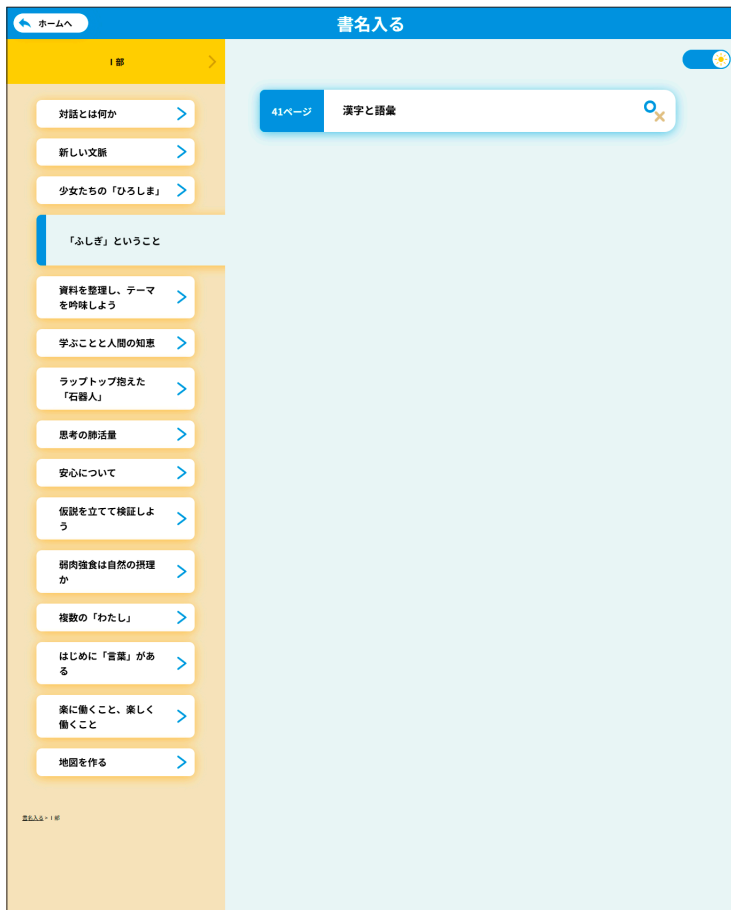 ホームへ
書名入る
Ⅰ部
対話とは何か
新しい文脈
少女たちの「ひろしま」
「ふしぎ」ということ
資料を整理し、テーマ
を吟味しよう
学ぶことと人間の知恵
ラップトップ抱えた
「石器人」
思考の肺活量
安心について
仮説を立てて検証しよ
う
弱肉強食は自然の摂理
か
複数の「わたし」
はじめに「言葉」があ
る
楽に働くこと、楽しく
働くこと
地図を作る
書名入る > Ⅰ部
41ページ
漢字と語彙